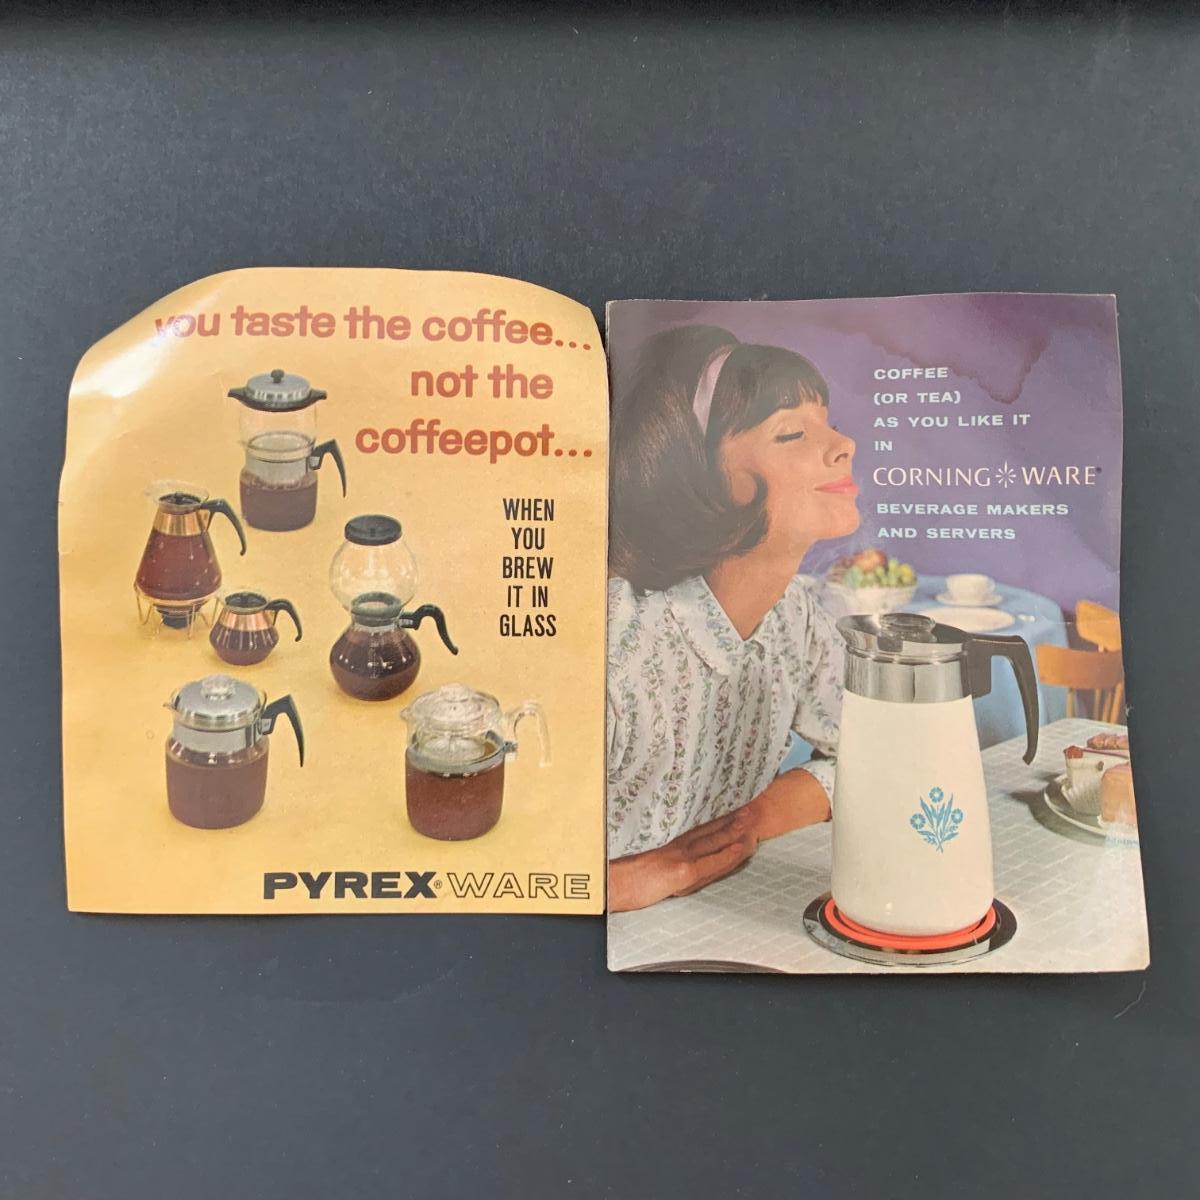 you taste the coffee...
not the
coffeepot...
WHEN
YOU
BREW
IT IN
GLASS
PYREX® WARE
COFFEE
(OR TEA)
AS YOU LIKE IT
IN
CORNING WARE®
BEVERAGE MAKERS
AND SERVERS